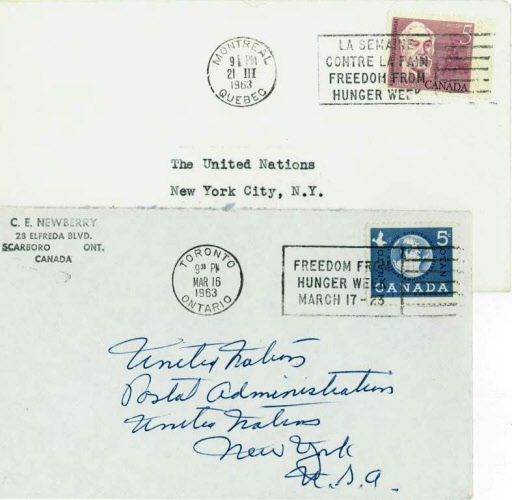 MONTREAL
9 PM
21 III
1963
QUEBEC
LA SEMAINE
CONTRE LA FAIM
FREEDOM FROM
HUNGER WEEK
5
CANADA
The United Nations
New York City, N.Y.
C. E. NEWBERRY
28 ELFREDA BLVD.
SCARBORO ONT.
CANADA
TORONTO
9 PM
MAR 16
1963
ONTARIO
FREEDOM FROM
HUNGER WEEK
MARCH 17-23
5
CANADA
United Nations
Postal Administration
United Nations
New York
U.S.A.